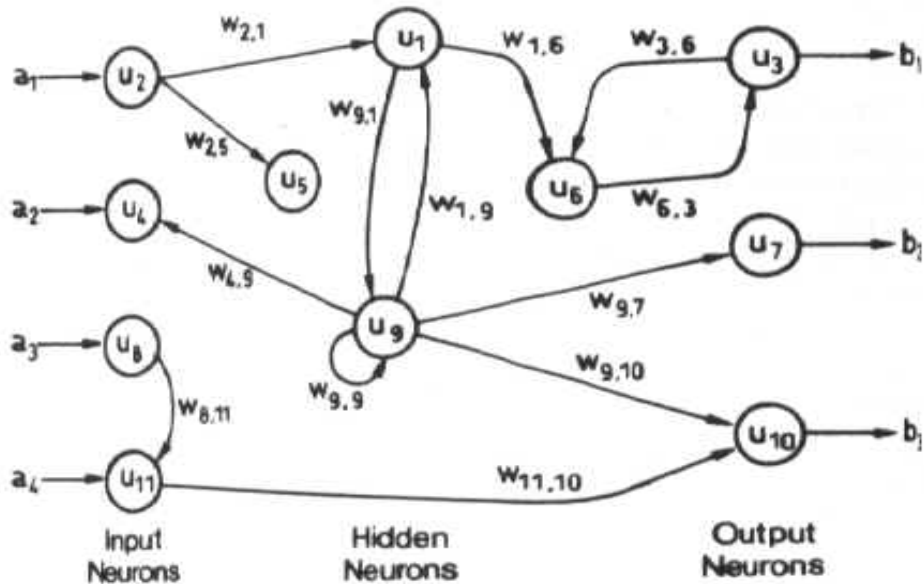 w2,1
u1
w1,6
w3,6
u3
b1
a1
u2
w9,1
w2,5
u5
u6
w6,3
a2
u4
w1,9
u7
b2
w4,9
u9
w9,7
a3
u8
w9,9
w9,10
w8,11
u10
a4
u11
w11,10
Input
Neurons
Hidden
Neurons
Output
Neurons